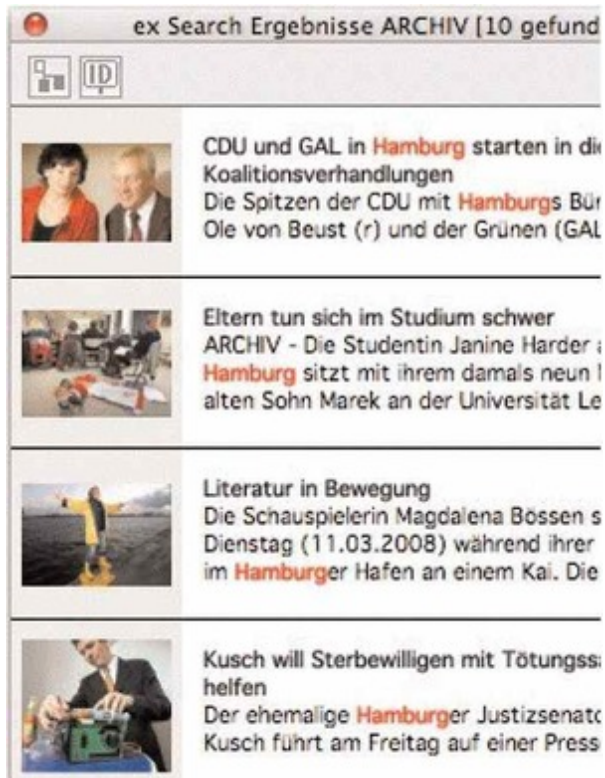 ex Search Ergebnisse ARCHIV [10 gefund
ID
CDU und GAL in Hamburg starten in die
Koalitionsverhandlungen
Die Spitzen der CDU mit Hamburgs Bür
Ole von Beust (r) und der Grünen (GAL
Eltern tun sich im Studium schwer
ARCHIV - Die Studentin Janine Harder
Hamburg sitzt mit ihrem damals neun
alten Sohn Marek an der Universität Le
Literatur in Bewegung
Die Schauspielerin Magdalena Bössen s
Dienstag (11.03.2008) während ihrer
im Hamburger Hafen an einem Kai. Die
Kusch will Sterbewilligen mit Tötungss
helfen
Der ehemalige Hamburger Justizsenato
Kusch führt am Freitag auf einer Press